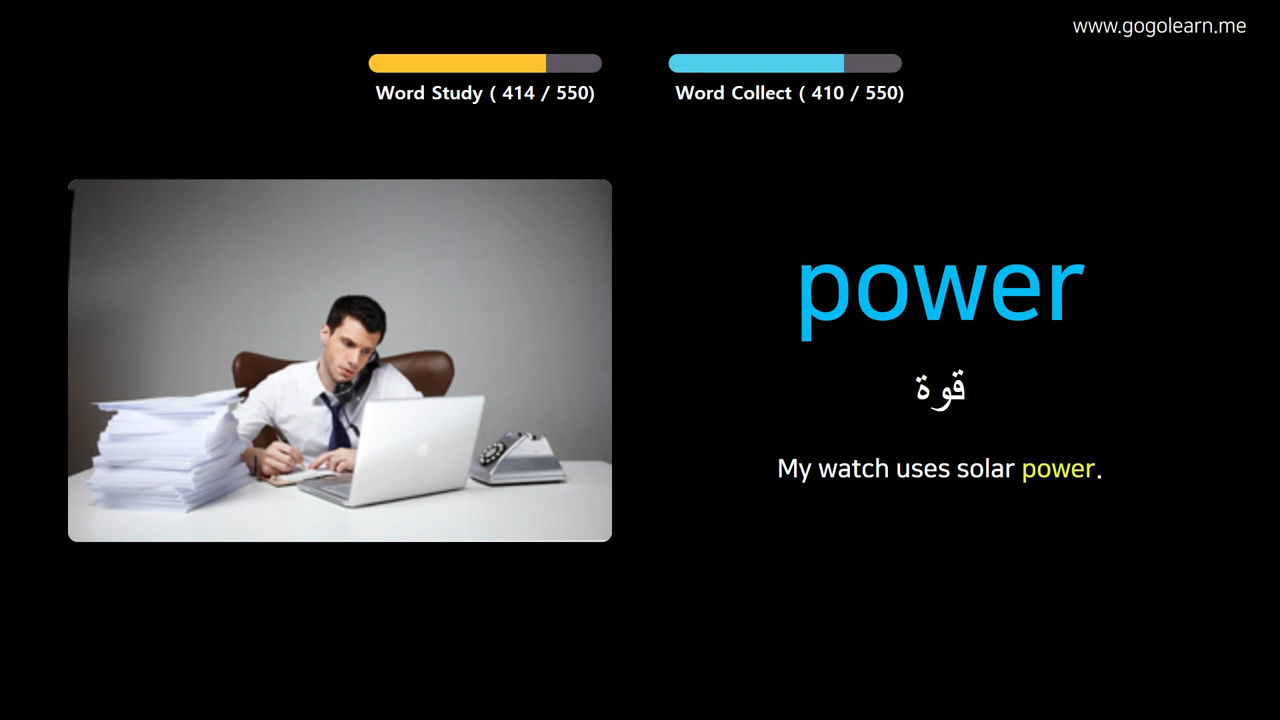 www.gogolearn.me
Word Study ( 414 / 550)
Word Collect ( 410 / 550)
power
قوة
My watch uses solar power.